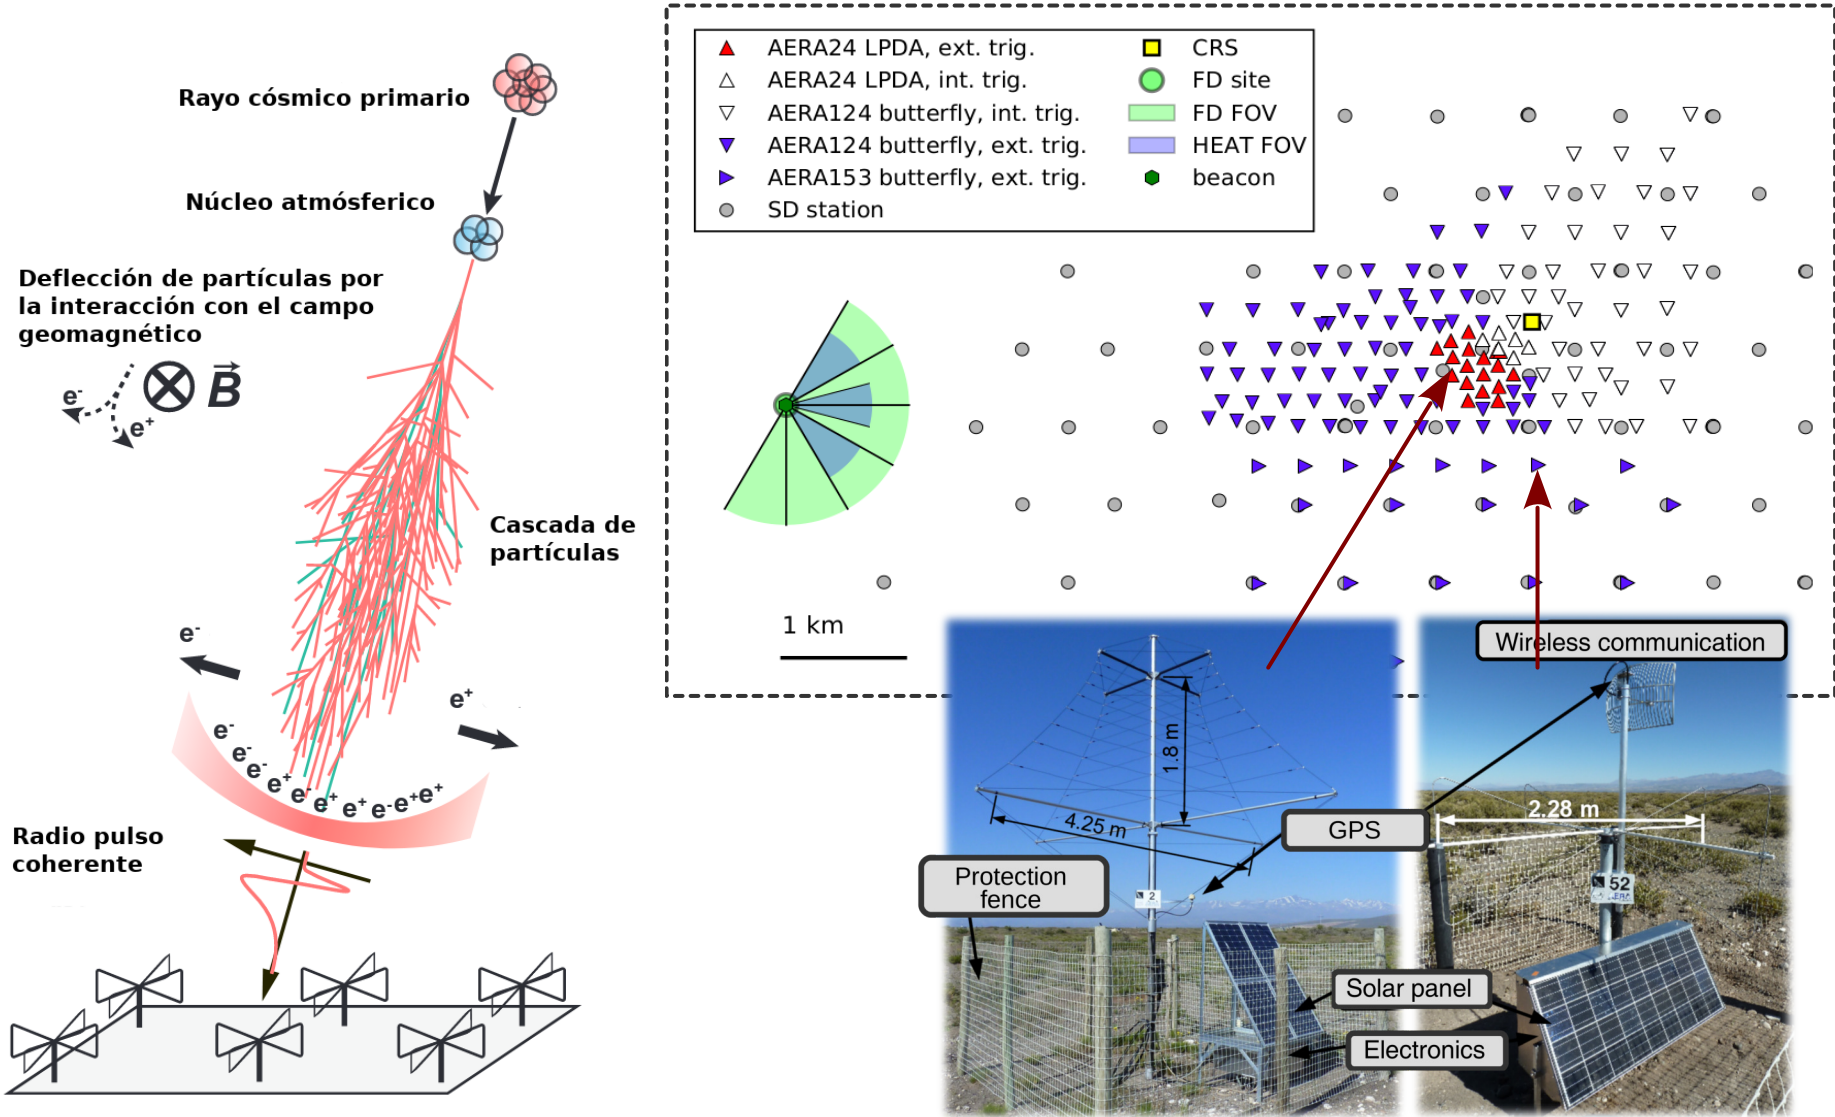 Rayo cósmico primario
Núcleo atmósferico
Deflección de partículas por
la interacción con el campo
geomagnético
e-
e+
B
Cascada de
partículas
e-
e+
e-
e-
e-
e+
e-
e+
e+
e-
e+
e+
Radio pulso
coherente
AERA24 LPDA, ext. trig.
AERA24 LPDA, int. trig.
AERA124 butterfly, int. trig.
AERA124 butterfly, ext. trig.
AERA153 butterfly, ext. trig.
SD station
CRS
FD site
FD FOV
HEAT FOV
beacon
1 km
1.8 m
4.25 m
2
Protection
fence
GPS
Wireless communication
2.28 m
52
Solar panel
Electronics